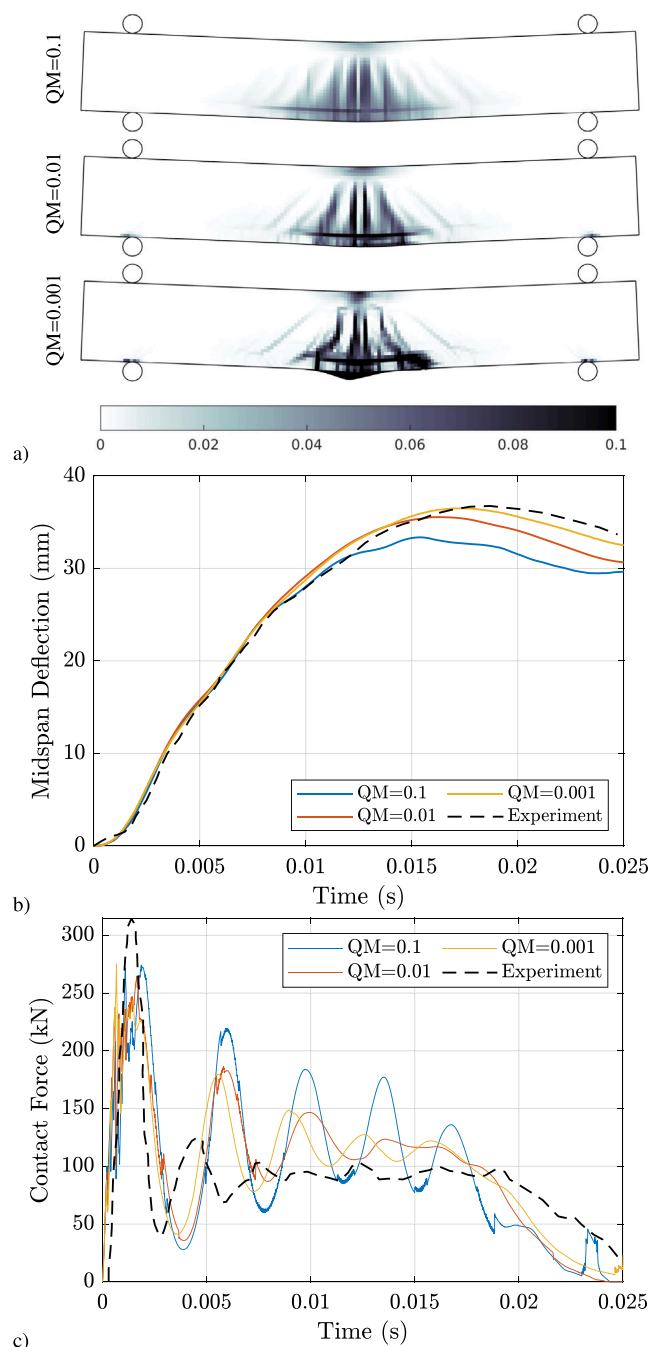 QM=0.1
QM=0.01
QM=0.001
0 0.02 0.04 0.06 0.08 0.1
a)
40
30
20
10
0
Midspan Deflection (mm)
QM=0.1 QM=0.001
QM=0.01 Experiment
0 0.005 0.01 0.015 0.02 0.025
Time (s)
b)
300
250
200
150
100
50
0
Contact Force (kN)
QM=0.1 QM=0.001
QM=0.01 Experiment
0 0.005 0.01 0.015 0.02 0.025
Time (s)
c)